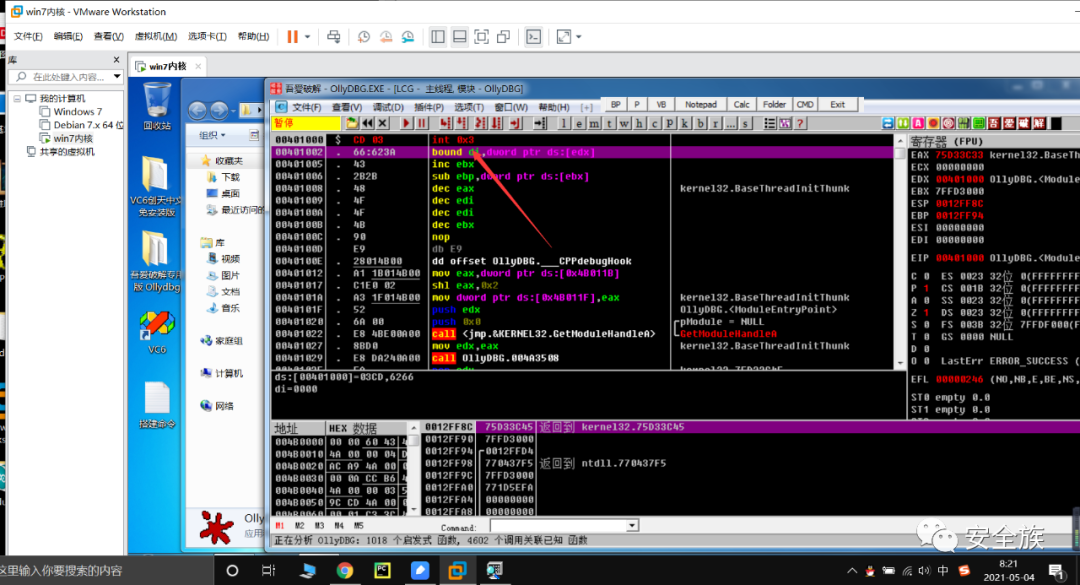 win7内核 - VMware Workstation
文件(F) 编辑(E) 查看(V) 虚拟机(M) 选项卡(T) 帮助(H)
库
在此处键入内容...
我的计算机
Windows 7
Debian 7.x 64 位
win7内核
共享的虚拟机
win7内核
回收站
VC6创天中文
免安装版
吾爱破解专用
版 Ollydbg
VC6
搭建命令
组织
收藏夹
下载
桌面
最近访问的
库
视频
图片
文档
音乐
家庭组
计算机
网络
Olly
应用
吾爱破解 - OllyDBG.EXE - [LCG - 主线程, 模块 - OllyDBG]
文件(F) 查看(V) 调试(D) 插件(P) 选项(T) 窗口(W) 帮助(H) [+]
BP P VB Notepad Calc Folder CMD Exit
暂停
l e m t w h c p k b r ... s
00401000 $ CD 03 int 0x3
00401002 . 66:623A bound di,dword ptr ds:[edx]
00401005 . 43 inc ebx
00401006 . 2B2B sub ebp,dword ptr ds:[ebx]
00401008 . 48 dec eax kernel32.BaseThreadInitThunk
00401009 . 4F dec edi
0040100A . 4F dec edi
0040100B . 4B dec ebx
0040100C . 90 nop
0040100D E9 db E9
0040100E . 28014B00 dd offset OllyDBG.___CPPdebugHook
00401012 . A1 1B014B00 mov eax,dword ptr ds:[0x4B011B]
00401017 . C1E0 02 shl eax,0x2
0040101A . A3 1F014B00 mov dword ptr ds:[0x4B011F],eax kernel32.BaseThreadInitThunk
0040101F . 52 push edx OllyDBG.<ModuleEntryPoint>
00401020 . 6A 00 push 0x0 pModule = NULL
00401022 . E8 4BE00A00 call <jmp.&KERNEL32.GetModuleHandleA> GetModuleHandleA
00401027 . 8BD0 mov edx,eax kernel32.BaseThreadInitThunk
00401029 . E8 DA240A00 call OllyDBG.004A3508
ds:[00401000]=03CD,6266
di=0000
寄存器 (FPU)
EAX 75D33C33 kernel32.BaseTh
ECX 00000000
EDX 00401000 OllyDBG.<Module
EBX 7FFD3000
ESP 0012FF8C
EBP 0012FF94
ESI 00000000
EDI 00000000
EIP 00401000 OllyDBG.<Module
C 0 ES 0023 32位 0(FFFFFFFF
P 1 CS 001B 32位 0(FFFFFFFF
A 0 SS 0023 32位 0(FFFFFFFF
Z 1 DS 0023 32位 0(FFFFFFFF
S 0 FS 003B 32位 7FFDF000(F
T 0 GS 0000 NULL
D 0
O 0 LastErr ERROR_SUCCESS (
EFL 00000246 (NO,NB,E,BE,NS,
ST0 empty 0.0
ST1 empty 0.0
地址 HEX 数据
004B0000 00 00 60 43
004B0010 4A 00 00 04
004B0020 AC A9 4A 00
004B0030 00 0A CC B6
004B0040 4A 00 00 03
004B0050 9C CD 4A 00
0012FF8C 75D33C45 返回到 kernel32.75D33C45
0012FF90 7FFD3000
0012FF94 0012FFD4
0012FF98 770437F5 返回到 ntdll.770437F5
0012FF9C 7FFD3000
0012FFA0 771D5EFA
0012FFA4 00000000
0012FFA8 00000000
M1 M2 M3 M4 M5 Command:
正在分析 OllyDBG: 1018 个启发式 函数, 4602 个调用关联已知 函数
安全族
这里输入你要搜索的内容
中
8:21
2021-05-04